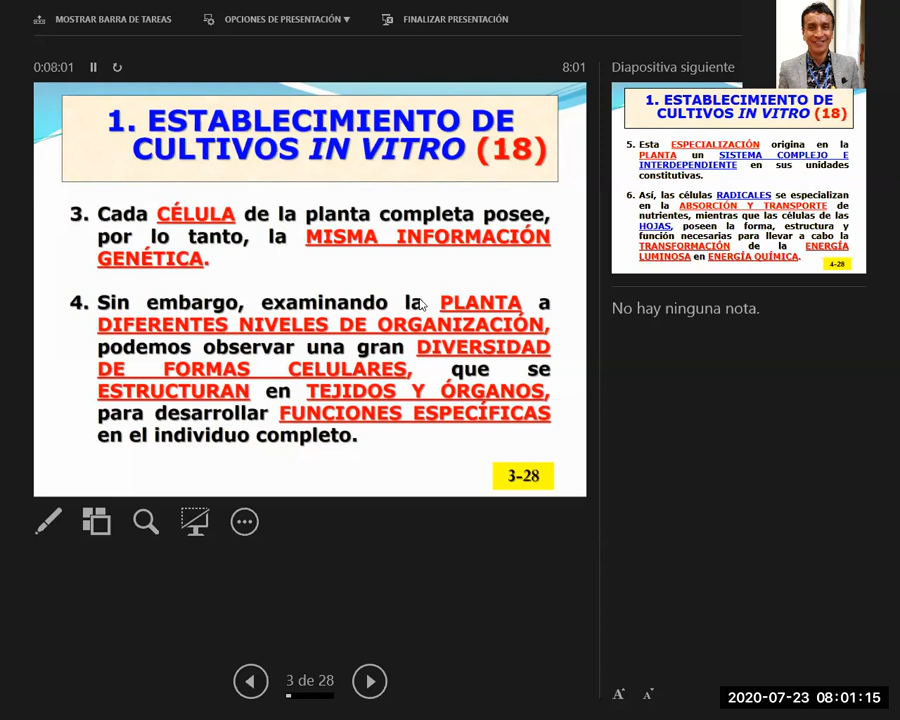 MOSTRAR BARRA DE TAREAS
OPCIONES DE PRESENTACIÓN ▼
FINALIZAR PRESENTACIÓN
0:08:01
8:01
1. ESTABLECIMIENTO DE
CULTIVOS IN VITRO (18)
3. Cada CÉLULA de la planta completa posee,
por lo tanto, la MISMA INFORMACIÓN
GENÉTICA.
4. Sin embargo, examinando la PLANTA a
DIFERENTES NIVELES DE ORGANIZACIÓN,
podemos observar una gran DIVERSIDAD
DE FORMAS CELULARES, que se
ESTRUCTURAN en TEJIDOS Y ÓRGANOS,
para desarrollar FUNCIONES ESPECÍFICAS
en el individuo completo.
3-28
3 de 28
Diapositiva siguiente
1. ESTABLECIMIENTO DE
CULTIVOS IN VITRO (18)
5. Esta ESPECIALIZACIÓN origina en la
PLANTA un SISTEMA COMPLEJO E
INTERDEPENDIENTE en sus unidades
constitutivas.
6. Así, las células RADICALES se especializan
en la ABSORCIÓN Y TRANSPORTE de
nutrientes, mientras que las células de las
HOJAS, poseen la forma, estructura y
función necesarias para llevar a cabo la
TRANSFORMACIÓN de la ENERGÍA
LUMINOSA en ENERGÍA QUÍMICA.
4-28
No hay ninguna nota.
A A
2020-07-23 08:01:15